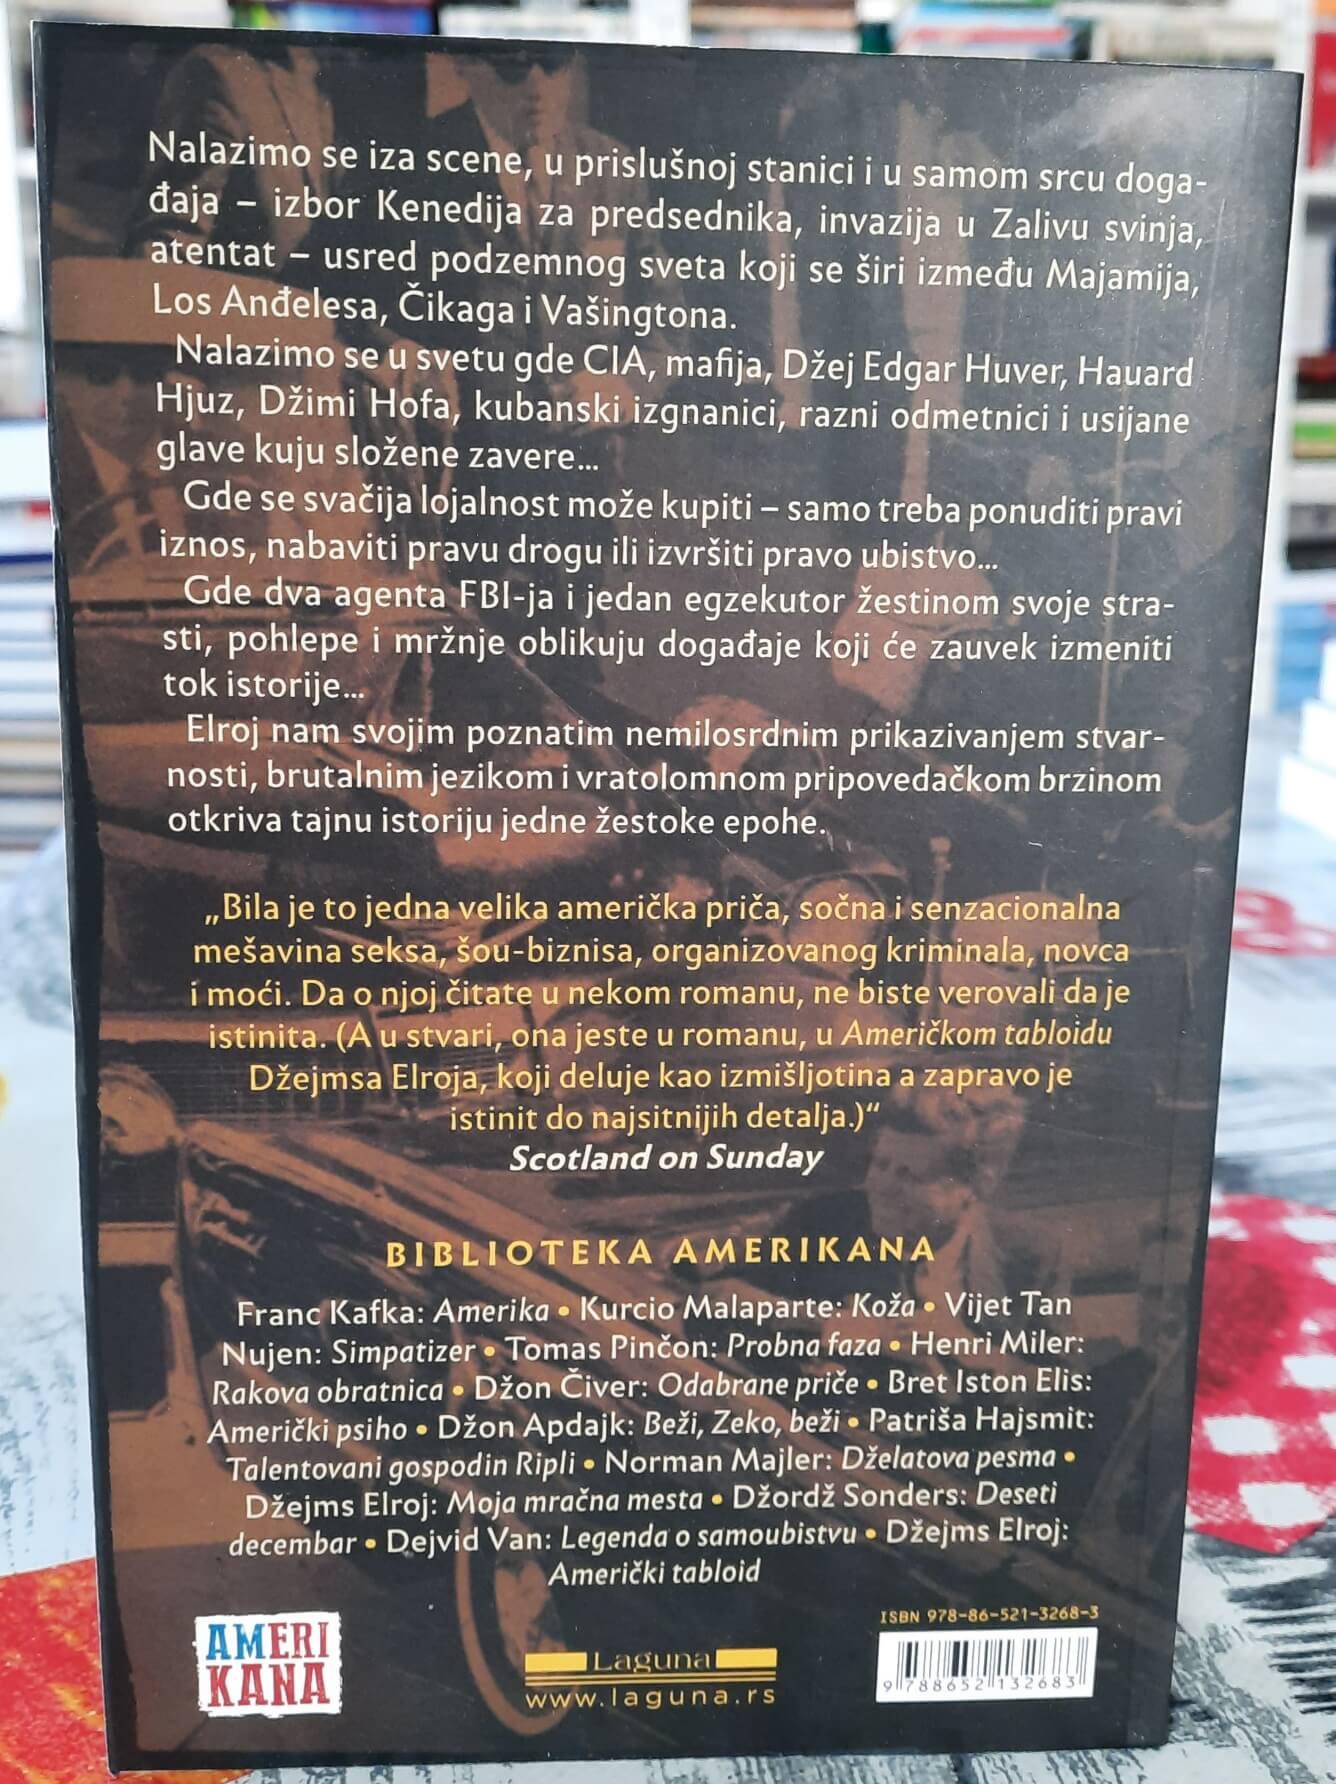 Nalazimo se iza scene, u prislušnoj stanici i u samom srcu doga-
đaja – izbor Kenedija za predsednika, invazija u Zalivu svinja,
atentat – usred podzemnog sveta koji se širi između Majamija,
Los Anđelesa, Čikaga i Vašingtona.
Nalazimo se u svetu gde CIA, mafija, Džej Edgar Huver, Hauard
Hjuz, Džimi Hofa, kubanski izgnanici, razni odmetnici i usijane
glave kuju složene zavere...
Gde se svačija lojalnost može kupiti – samo treba ponuditi pravi
iznos, nabaviti pravu drogu ili izvršiti pravo ubistvo...
Gde dva agenta FBI-ja i jedan egzekutor žestinom svoje stra-
sti, pohlepe i mržnje oblikuju događaje koji će zauvek izmeniti
tok istorije...
Elroj nam svojim poznatim nemilosrdnim prikazivanjem stvar-
nosti, brutalnim jezikom i vratolomnom pripovedačkom brzinom
otkriva tajnu istoriju jedne žestoke epohe.
„Bila je to jedna velika američka priča, sočna i senzacionalna
mešavina seksa, šou-biznisa, organizovanog kriminala, novca
i moći. Da o njoj čitate u nekom romanu, ne biste verovali da je
istinita. (A u stvari, ona jeste u romanu, u Američkom tabloidu
Džejmsa Elroja, koji deluje kao izmišljotina a zapravo je
istinit do najsitnijih detalja.)“
Scotland on Sunday
BIBLIOTEKA AMERIKANA
Franc Kafka: Amerika • Kurcio Malaparte: Koža • Vijet Tan
Nujen: Simpatizer • Tomas Pinčon: Probna faza • Henri Miler:
Rakova obratnica • Džon Čiver: Odabrane priče • Bret Iston Elis:
Američki psiho • Džon Apdajk: Beži, Zeko, beži • Patriša Hajsmit:
Talentovani gospodin Ripli • Norman Majler: Dželatova pesma •
Džejms Elroj: Moja mračna mesta • Džordž Sonders: Deseti
decembar • Dejvid Van: Legenda o samoubistvu • Džejms Elroj:
Američki tabloid
AMERI
KANA
Laguna
www.laguna.rs
ISBN 978-86-521-3268-3
9 788652 132683